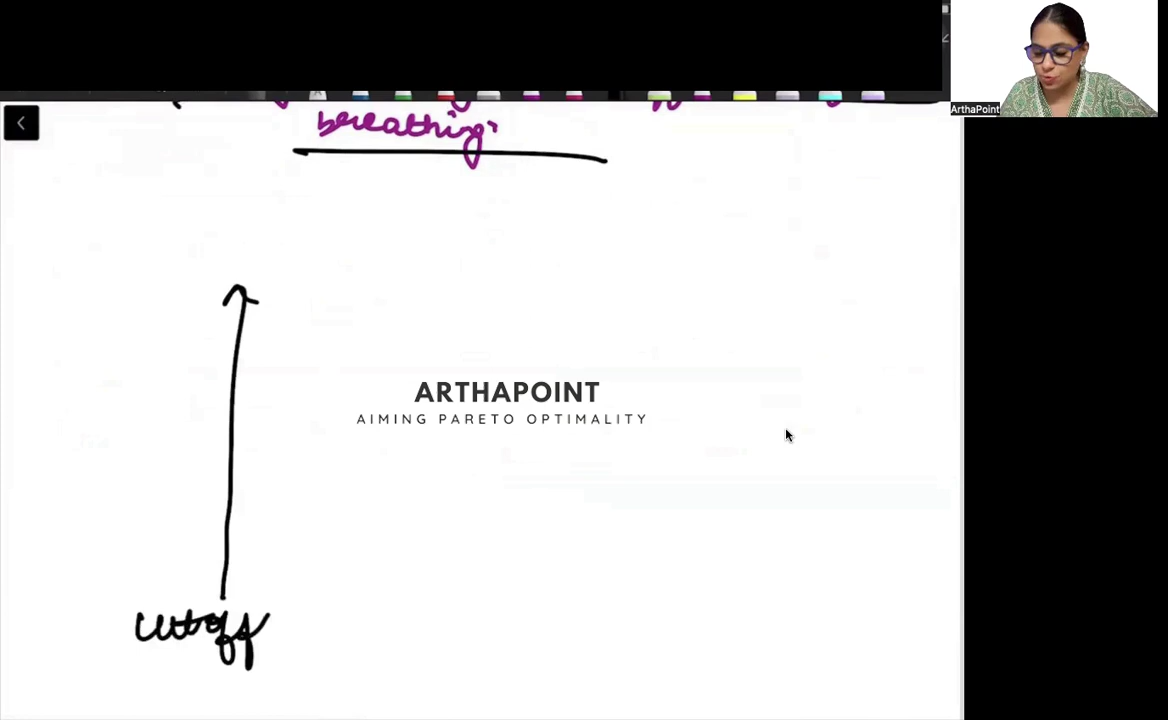 breathing
ArthaPoint
ARTHAPOINT
AIMING PARETO OPTIMALITY
cutoff